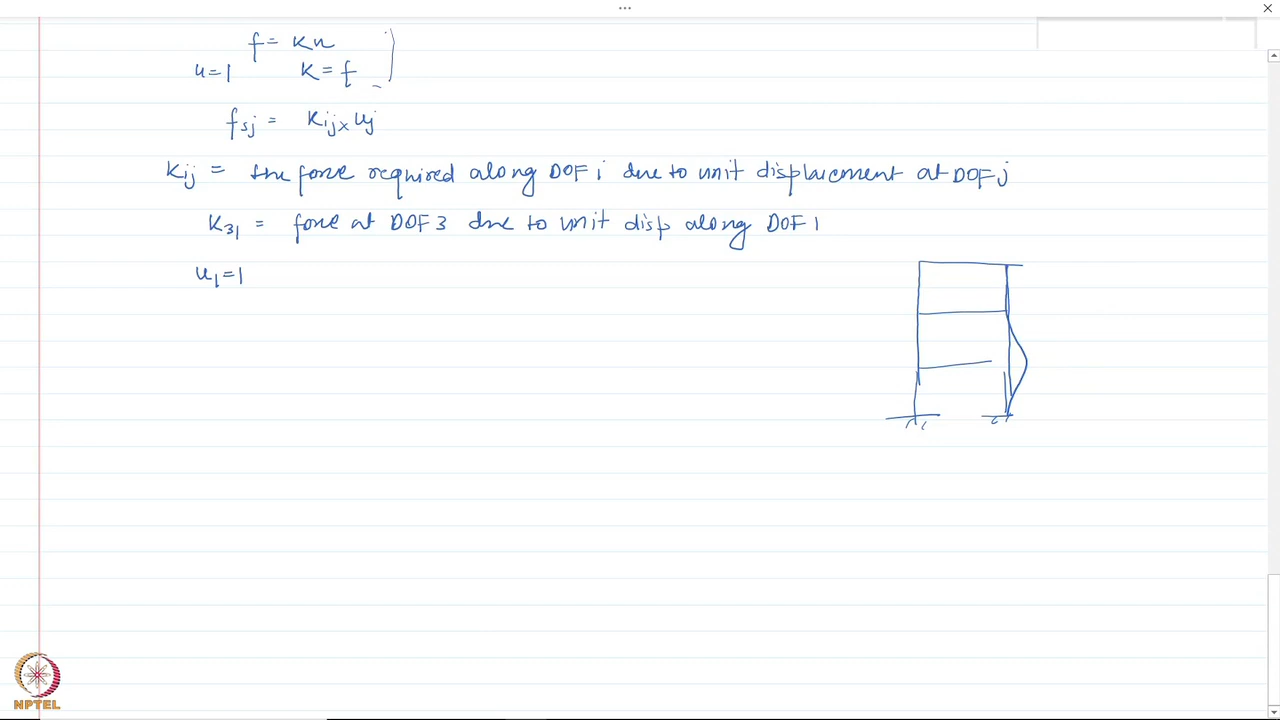 f = Ku
u=1 K = f
fsj = Kij x uj
Kij = the force required along DOF i due to unit displacement at DOF j
K31 = force at DOF 3 due to unit disp along DOF 1
u1=1
NPTEL